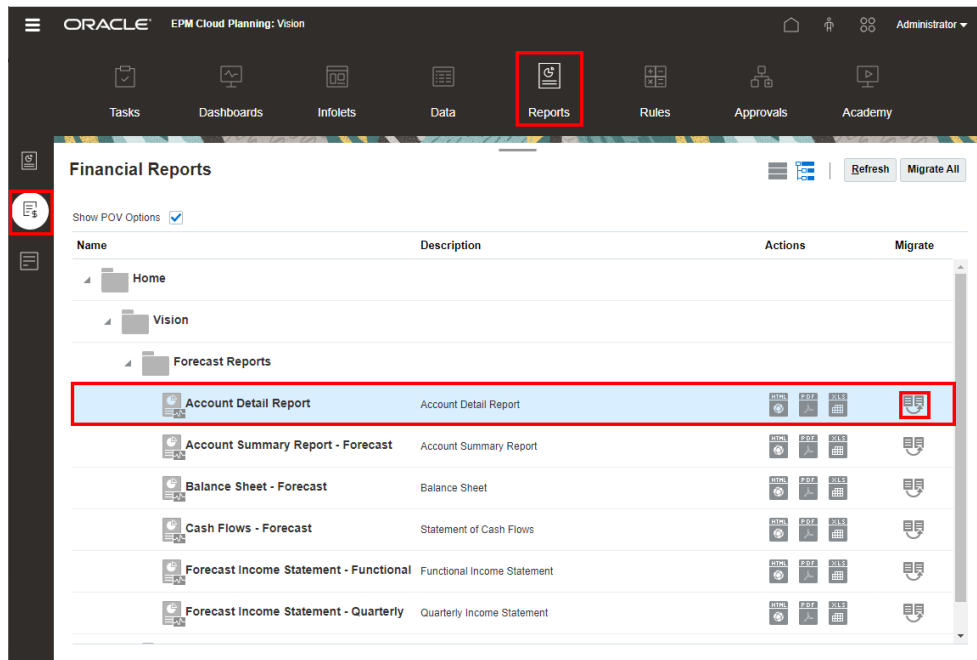 ORACLE EPM Cloud Planning: Vision Administrator
Tasks Dashboards Infolets Data Reports Rules Approvals Academy
Financial Reports Refresh Migrate All
Show POV Options
Name Description Actions Migrate
Home
Vision
Forecast Reports
Account Detail Report Account Detail Report HTML PDF XLS
Account Summary Report - Forecast Account Summary Report HTML PDF XLS
Balance Sheet - Forecast Balance Sheet HTML PDF XLS
Cash Flows - Forecast Statement of Cash Flows HTML PDF XLS
Forecast Income Statement - Functional Functional Income Statement HTML PDF XLS
Forecast Income Statement - Quarterly Quarterly Income Statement HTML PDF XLS